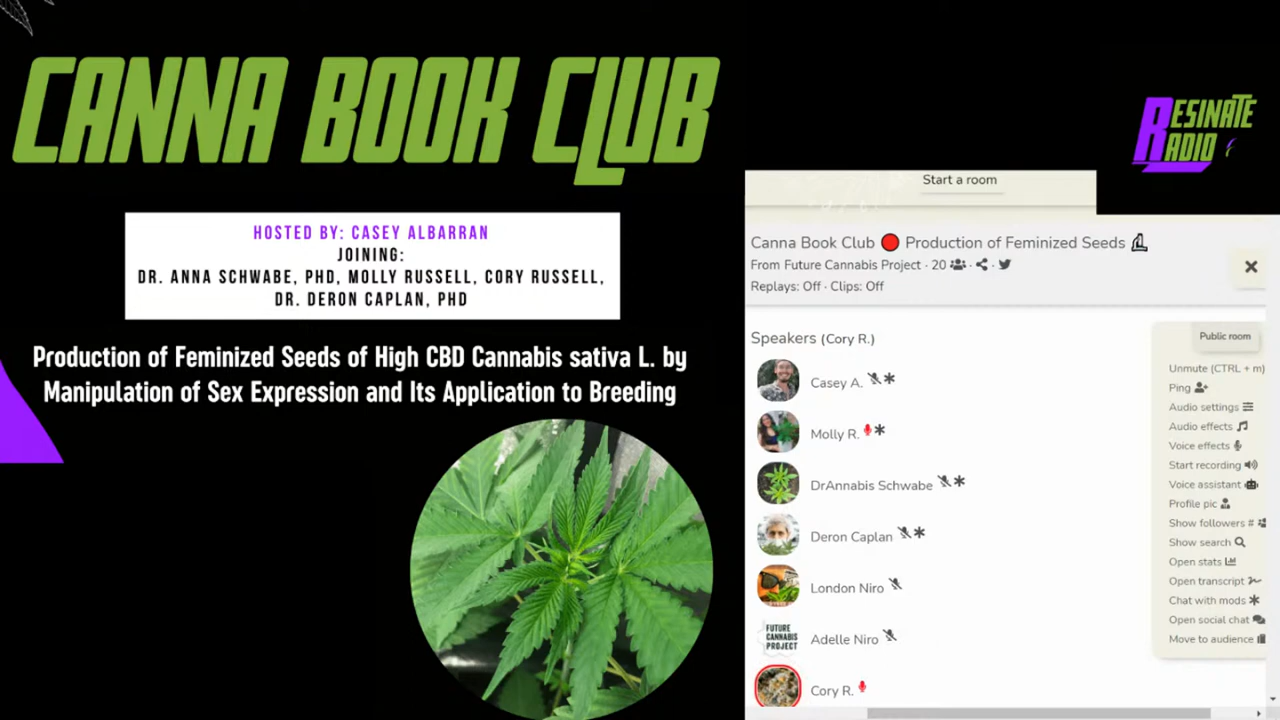 CANNA BOOK CLUB
HOSTED BY: CASEY ALBARRAN
JOINING:
DR. ANNA SCHWABE, PHD, MOLLY RUSSELL, CORY RUSSELL,
DR. DERON CAPLAN, PHD
Production of Feminized Seeds of High CBD Cannabis sativa L. by
Manipulation of Sex Expression and Its Application to Breeding
RESINATE
RADIO
Start a room
Canna Book Club 🔴 Production of Feminized Seeds
From Future Cannabis Project · 20
Replays: Off · Clips: Off
Speakers (Cory R.)
Casey A.
Molly R.
DrAnnabis Schwabe
Deron Caplan
London Niro
FUTURE
CANNABIS
PROJECT
Adelle Niro
Cory R.
Public room
Unmute (CTRL + m)
Ping
Audio settings
Audio effects
Voice effects
Start recording
Voice assistant
Profile pic
Show followers #
Show search
Open stats
Open transcript
Chat with mods
Open social chat
Move to audience